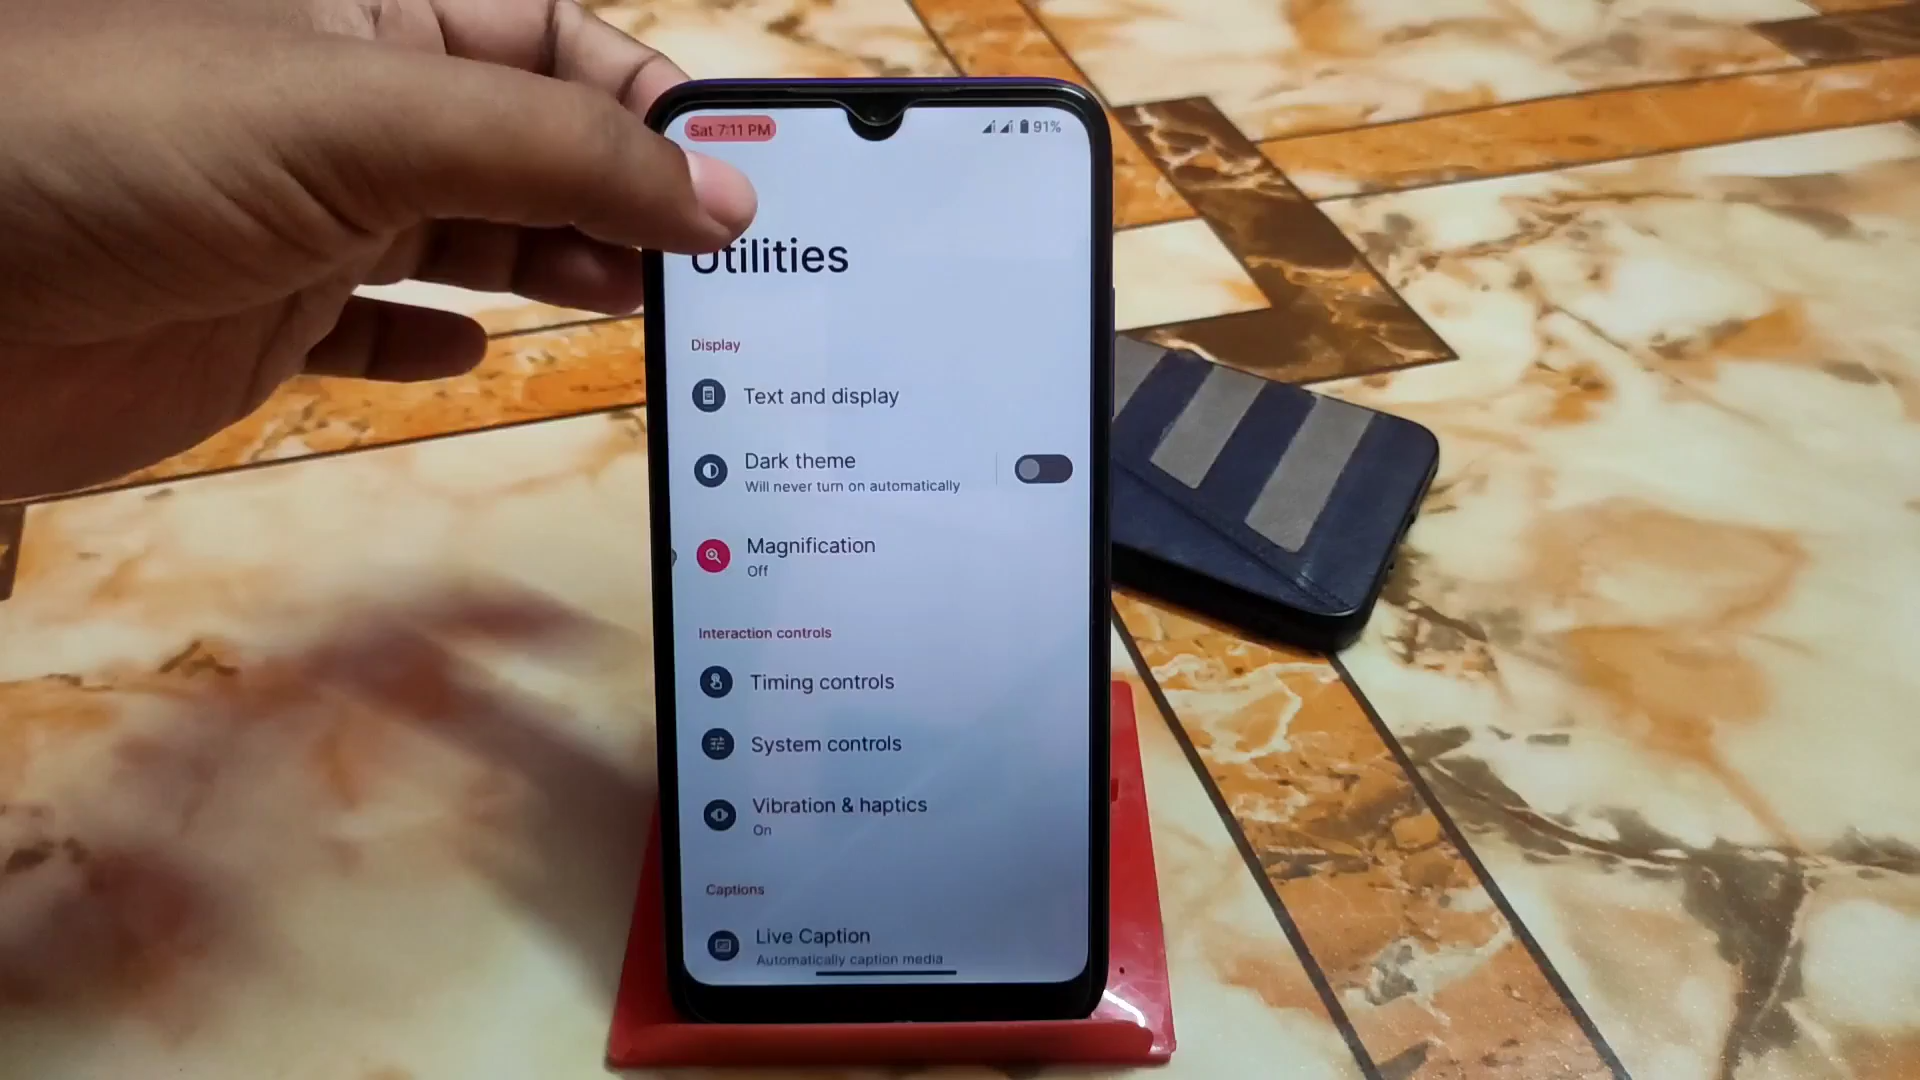 Sat 7:11 PM 91%
Utilities
Display
Text and display
Dark theme
Will never turn on automatically
Magnification
Off
Interaction controls
Timing controls
System controls
Vibration & haptics
On
Captions
Live Caption
Automatically caption media